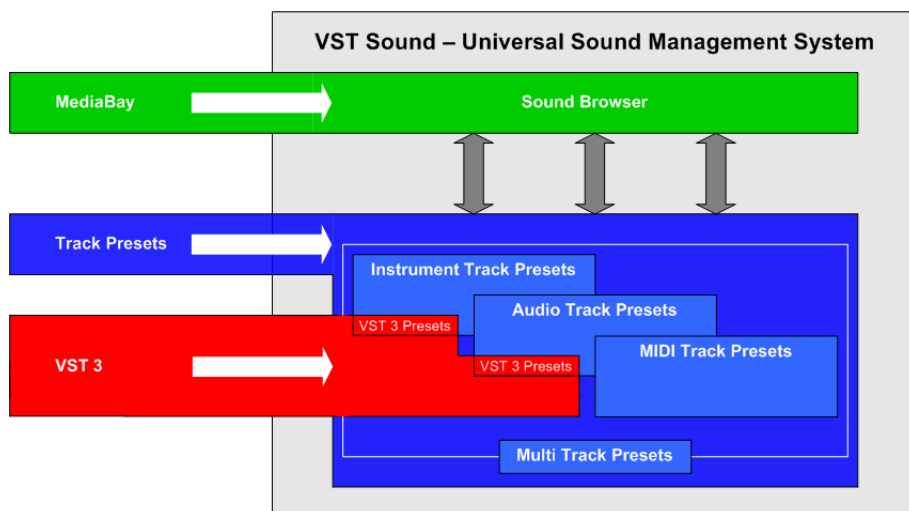 VST Sound – Universal Sound Management System
MediaBay
Sound Browser
Track Presets
Instrument Track Presets
Audio Track Presets
VST 3 Presets
MIDI Track Presets
VST 3
VST 3 Presets
Multi Track Presets